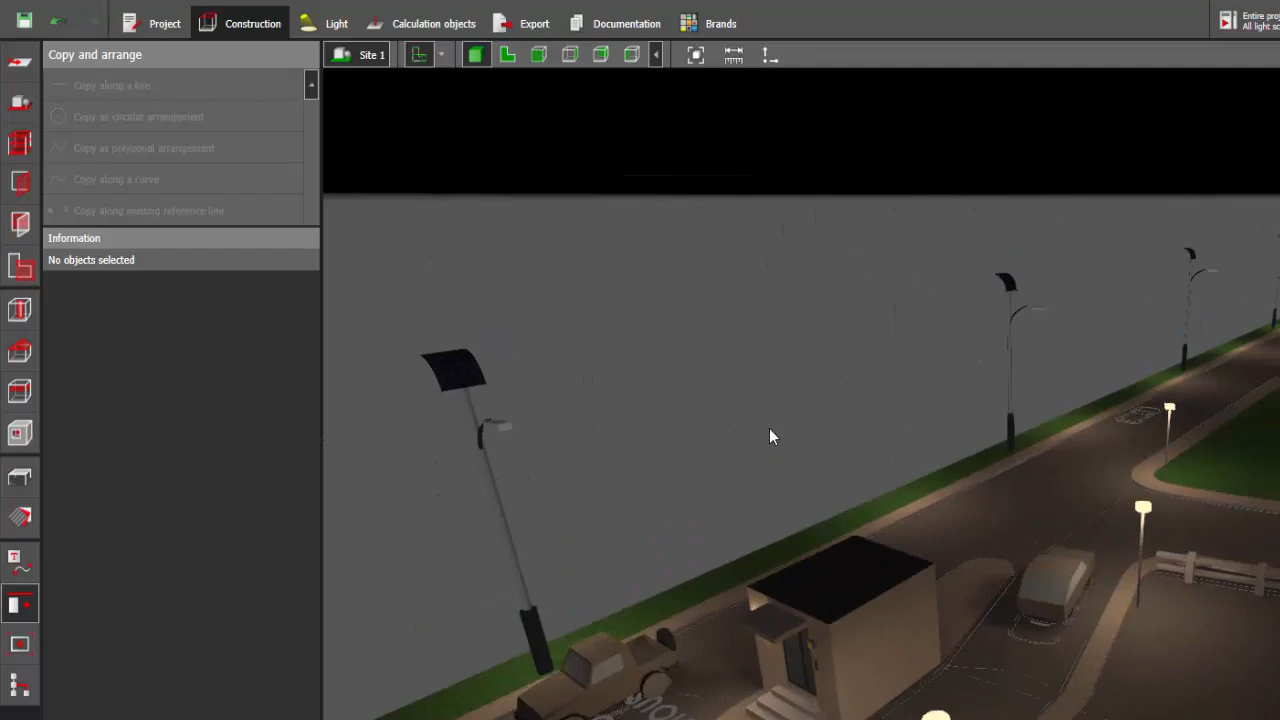 Project
Construction
Light
Calculation objects
Export
Documentation
Brands
Entire pro
All light sc
Copy and arrange
Site 1
Copy along a line
Copy as circular arrangement
Copy as polygonal arrangement
Copy along a curve
Copy along existing reference line
Information
No objects selected